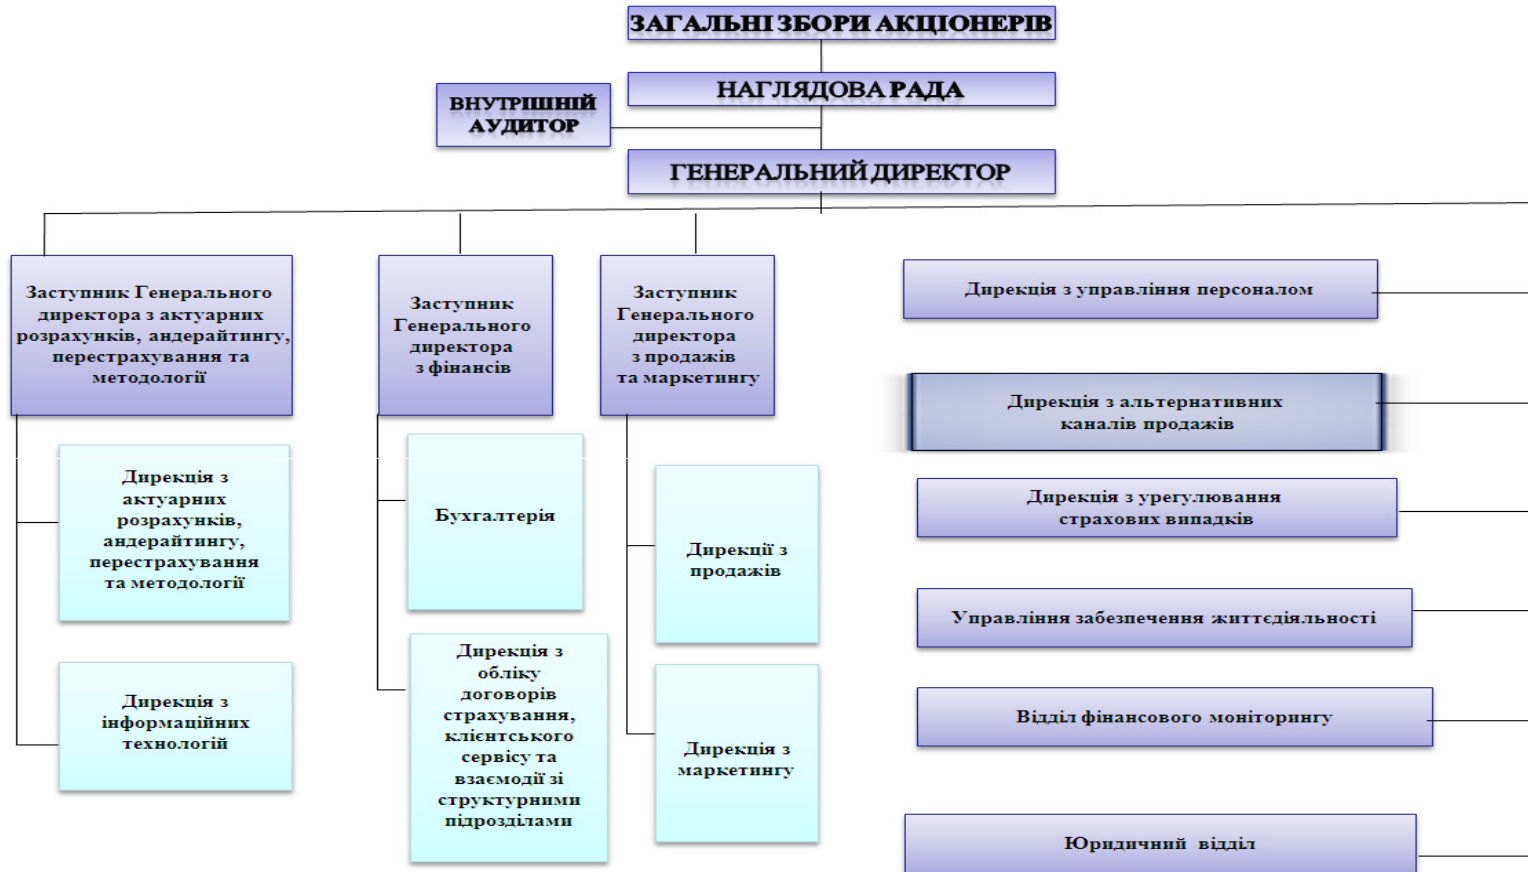 ЗАГАЛЬНІ ЗБОРИ АКЦІОНЕРІВ
НАГЛЯДОВА РАДА
ВНУТРІШНІЙ
АУДИТОР
ГЕНЕРАЛЬНИЙ ДИРЕКТОР
Заступник Генерального
директора з актуарних
розрахунків, андерайтингу,
перестрахування та
методології
Дирекція з
актуарних
розрахунків,
андерайтингу,
перестрахування
та методології
Дирекція з
інформаційних
технологій
Заступник
Генерального
директора
з фінансів
Бухгалтерія
Дирекція з
обліку
договорів
страхування,
клієнтського
сервісу та
взаємодії зі
структурними
підрозділами
Заступник
Генерального
директора
з продажів
та маркетингу
Дирекції з
продажів
Дирекція з
маркетингу
Дирекція з управління персоналом
Дирекція з альтернативних
каналів продажів
Дирекція з урегулювання
страхових випадків
Управління забезпечення життєдіяльності
Відділ фінансового моніторингу
Юридичний відділ